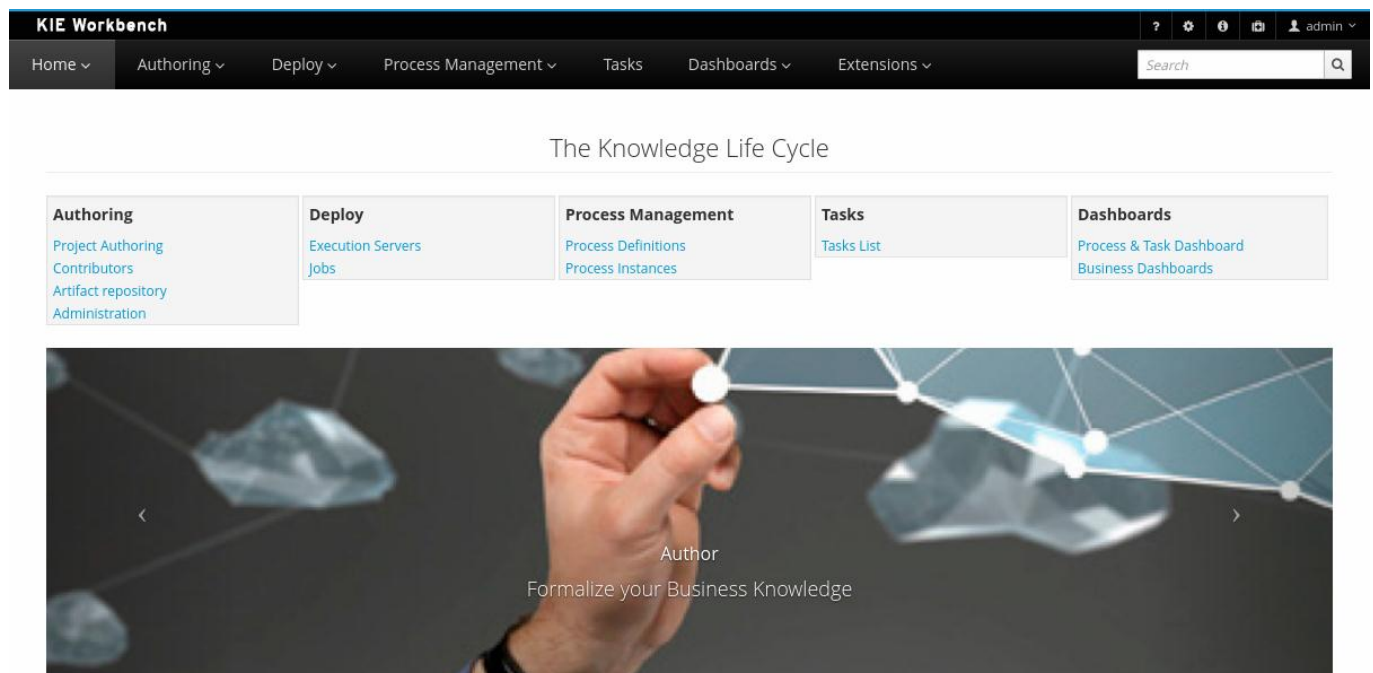 KIE Workbench
admin
Home
Authoring
Deploy
Process Management
Tasks
Dashboards
Extensions
Search
The Knowledge Life Cycle
Authoring
Project Authoring
Contributors
Artifact repository
Administration
Deploy
Execution Servers
Jobs
Process Management
Process Definitions
Process Instances
Tasks
Tasks List
Dashboards
Process & Task Dashboard
Business Dashboards
Author
Formalize your Business Knowledge